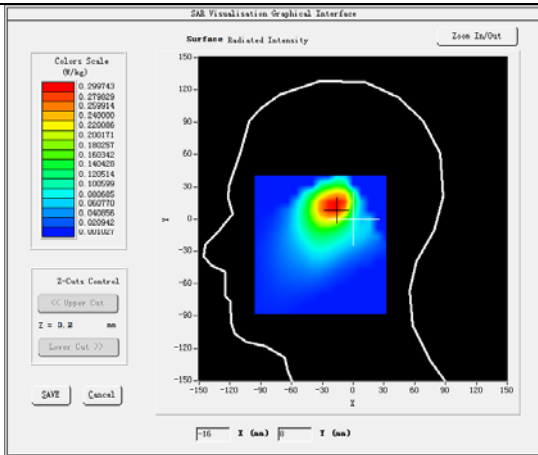 SAR Visualisation Graphical Interface
Surface Radiated Intensity
Zoom In/Out
Colors Scale
(W/kg)
0.299743
0.279829
0.259914
0.240000
0.220086
0.200171
0.180257
0.160342
0.140428
0.120514
0.100599
0.080685
0.060770
0.040856
0.020942
0.001027
Z-Cuts Control
<< Upper Cut
Z = 3.2 mm
Lower Cut >>
SAVE Cancel
150
120
90
60
30
0
-30
-60
-90
-120
-150
Y
-150 -120 -90 -60 -30 0 30 60 90 120 150
X
-16 X (mm) 8 Y (mm)